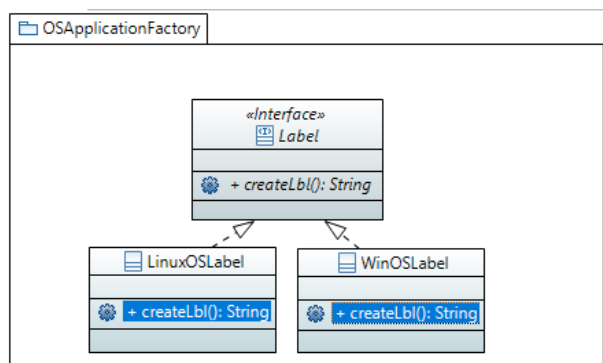 OSApplicationFactory
«Interface»
Label
+ createLbl(): String
LinuxOSLabel
+ createLbl(): String
WinOSLabel
+ createLbl(): String